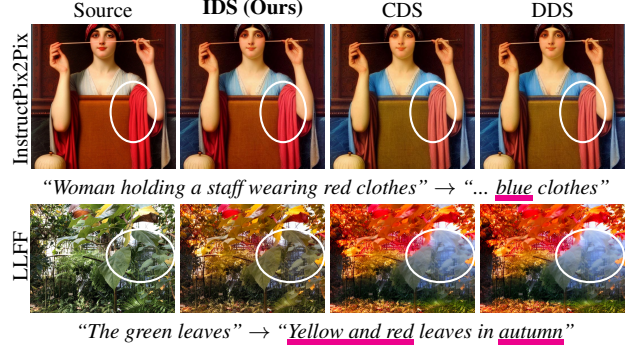 Source IDS (Ours) CDS DDS
InstructPix2Pix
“Woman holding a staff wearing red clothes” → “... blue clothes”
LLFF
“The green leaves” → “Yellow and red leaves in autumn”